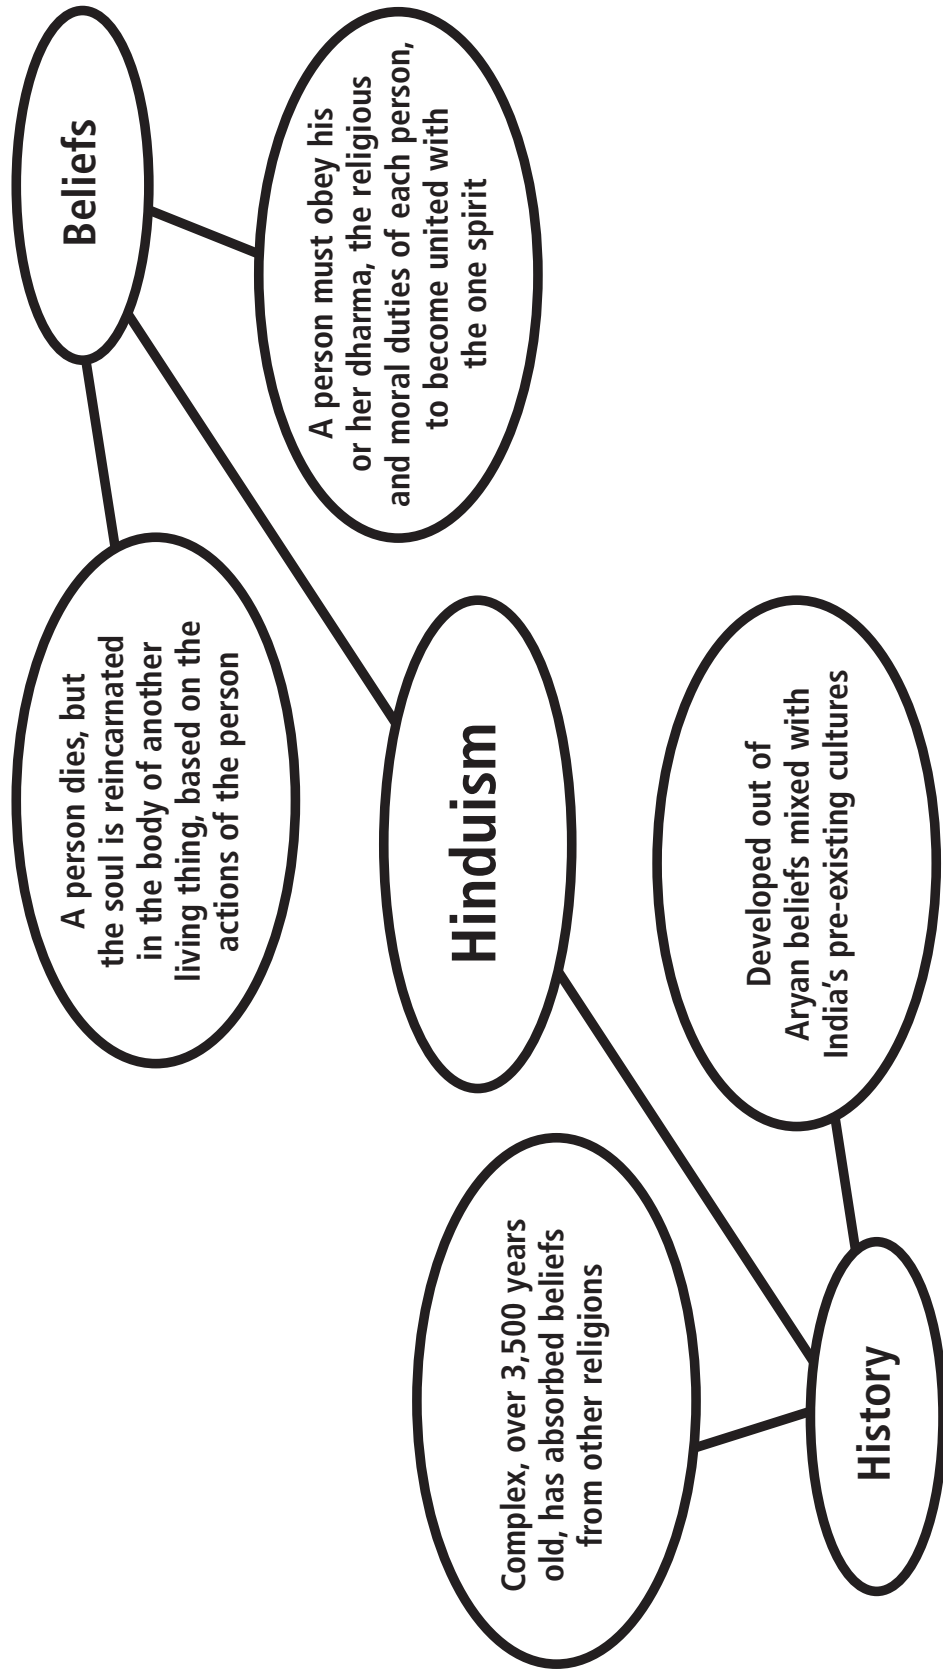 Complex, over 3,500 years
old, has absorbed beliefs
from other religions
History
Developed out of
Aryan beliefs mixed with
India's pre-existing cultures
Hinduism
A person dies, but
the soul is reincarnated
in the body of another
living thing, based on the
actions of the person
Beliefs
A person must obey his
or her dharma, the religious
and moral duties of each person,
to become united with
the one spirit